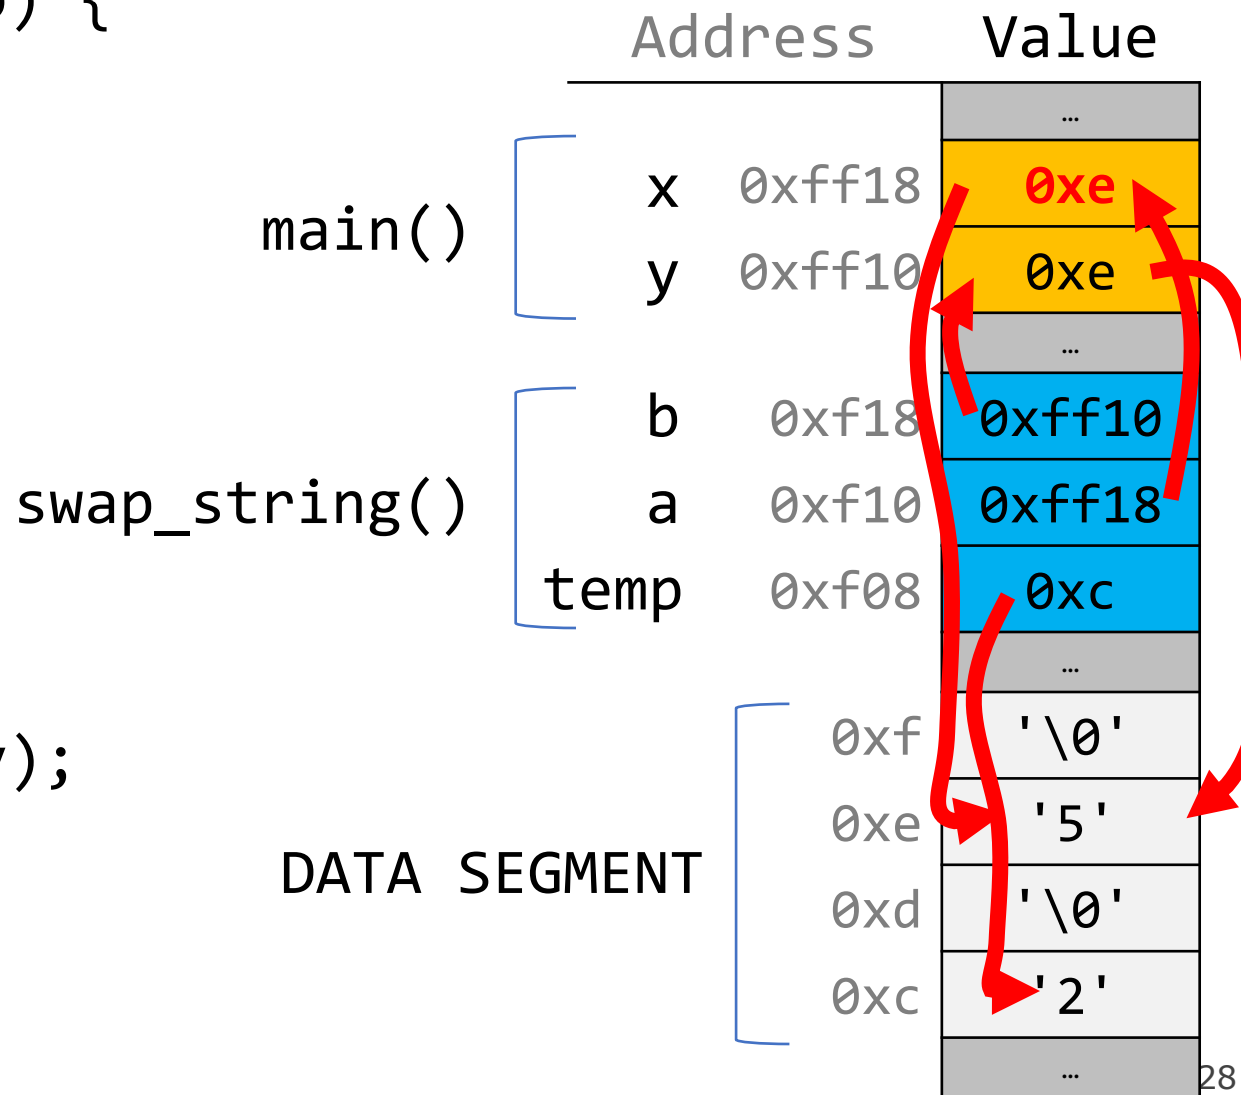 ) {
Address Value
…
x 0xff18 0xe
main()
y 0xff10 0xe
…
b 0xf18 0xff10
swap_string() a 0xf10 0xff18
temp 0xf08 0xc
…
0xf '\0'
);
0xe '5'
DATA SEGMENT
0xd '\0'
0xc '2'
…
28